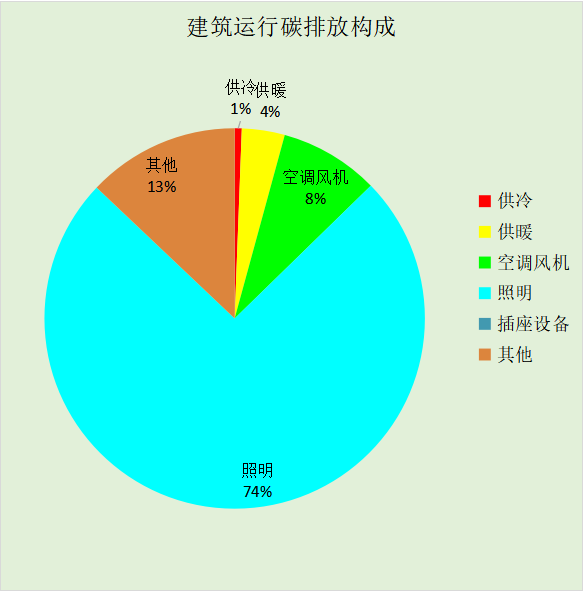 建筑运行碳排放构成
供冷
1%
供暖
4%
空调风机
8%
其他
13%
照明
74%
供冷
供暖
空调风机
照明
插座设备
其他